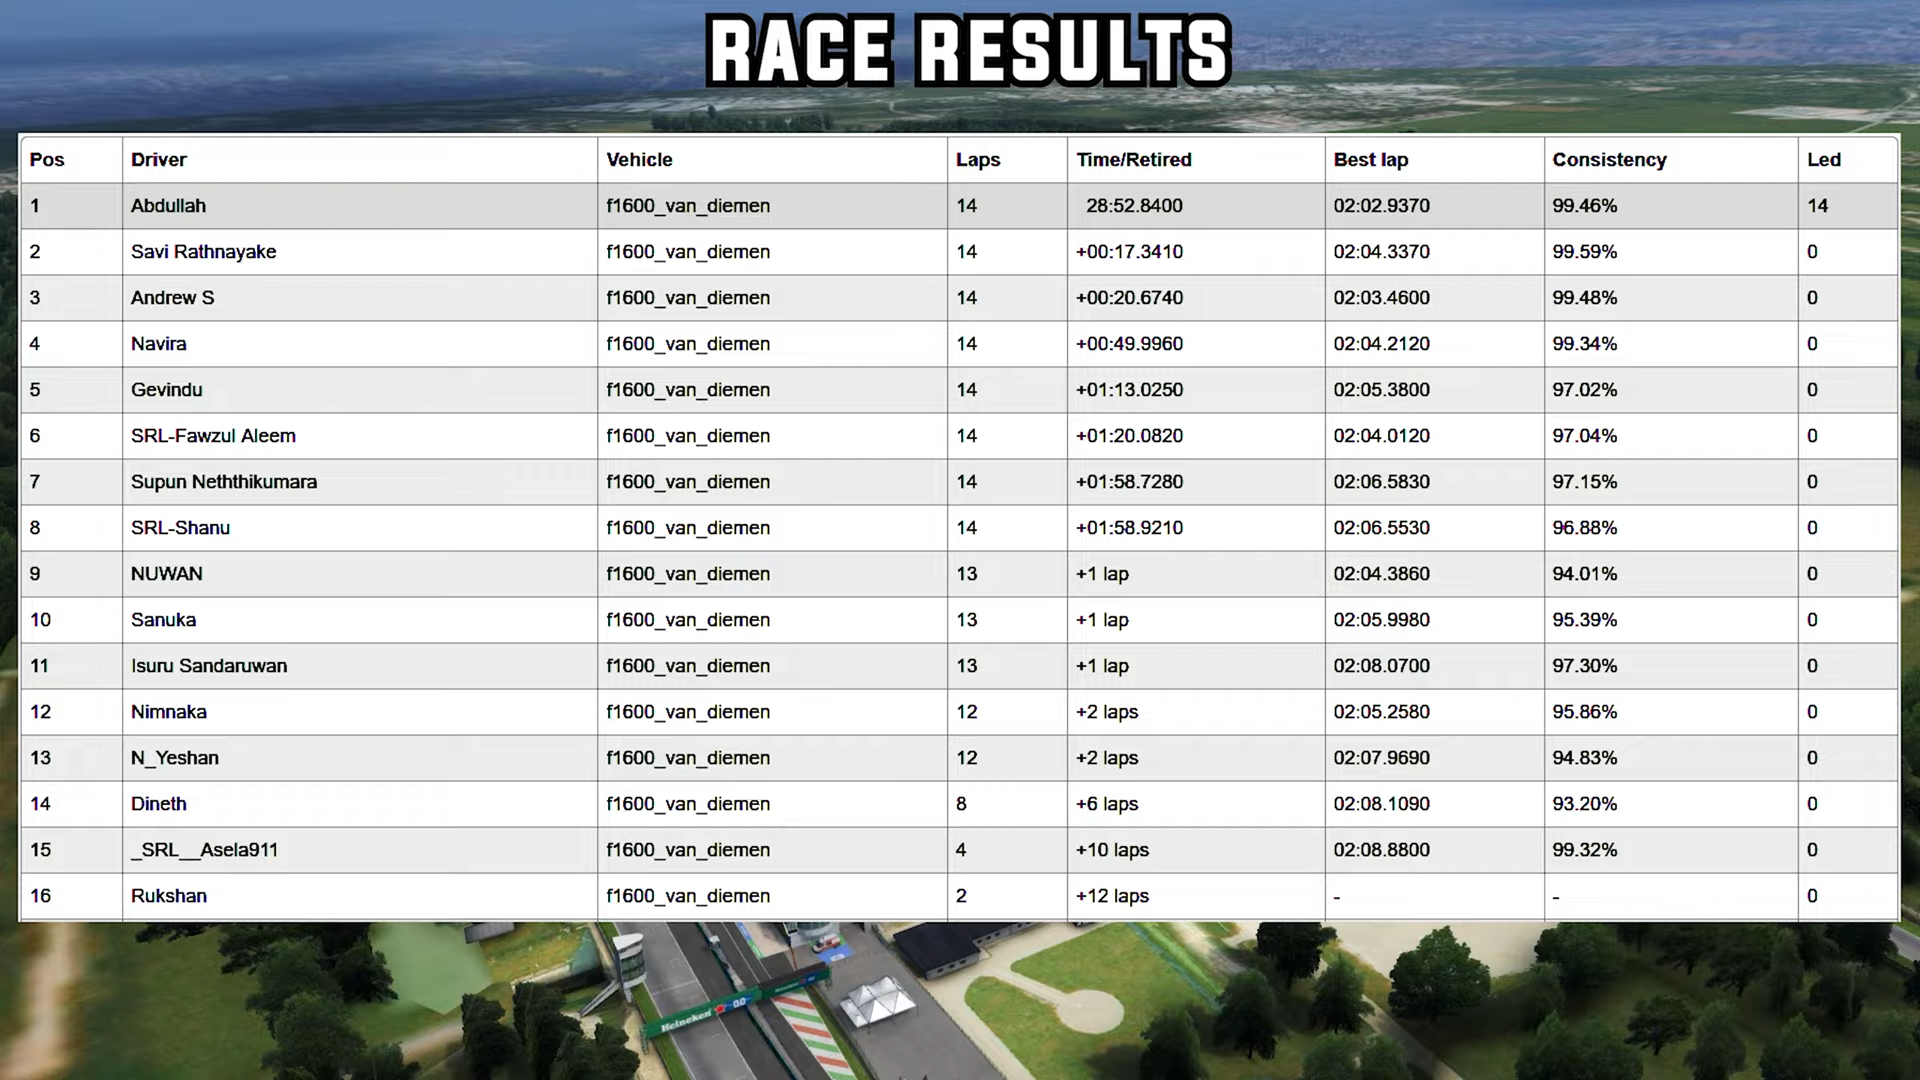 RACE RESULTS
Pos Driver Vehicle Laps Time/Retired Best lap Consistency Led
1 Abdullah f1600_van_diemen 14 28:52.8400 02:02.9370 99.46% 14
2 Savi Rathnayake f1600_van_diemen 14 +00:17.3410 02:04.3370 99.59% 0
3 Andrew S f1600_van_diemen 14 +00:20.6740 02:03.4600 99.48% 0
4 Navira f1600_van_diemen 14 +00:49.9960 02:04.2120 99.34% 0
5 Gevindu f1600_van_diemen 14 +01:13.0250 02:05.3800 97.02% 0
6 SRL-Fawzul Aleem f1600_van_diemen 14 +01:20.0820 02:04.0120 97.04% 0
7 Supun Neththikumara f1600_van_diemen 14 +01:58.7280 02:06.5830 97.15% 0
8 SRL-Shanu f1600_van_diemen 14 +01:58.9210 02:06.5530 96.88% 0
9 NUWAN f1600_van_diemen 13 +1 lap 02:04.3860 94.01% 0
10 Sanuka f1600_van_diemen 13 +1 lap 02:05.9980 95.39% 0
11 Isuru Sandaruwan f1600_van_diemen 13 +1 lap 02:08.0700 97.30% 0
12 Nimnaka f1600_van_diemen 12 +2 laps 02:05.2580 95.86% 0
13 N_Yeshan f1600_van_diemen 12 +2 laps 02:07.9690 94.83% 0
14 Dineth f1600_van_diemen 8 +6 laps 02:08.1090 93.20% 0
15 _SRL__Asela911 f1600_van_diemen 4 +10 laps 02:08.8800 99.32% 0
16 Rukshan f1600_van_diemen 2 +12 laps - - 0
Heineken 0.0